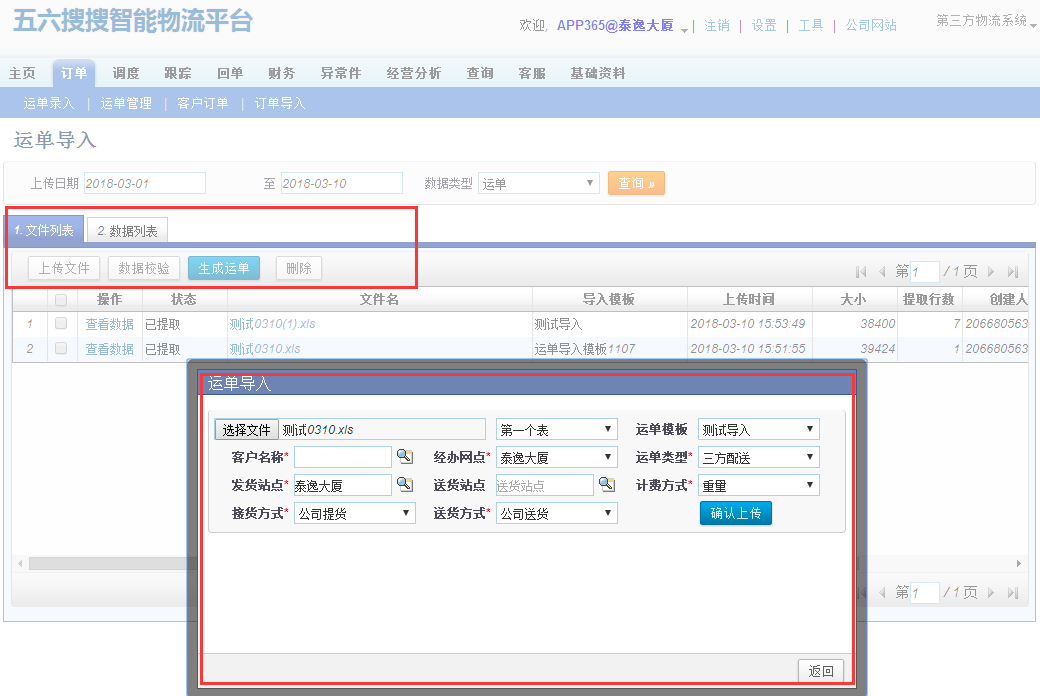 五六搜搜智能物流平台
欢迎, APP365@泰逸大厦 | 注销 | 设置 | 工具 | 公司网站
第三方物流系统
主页 订单 调度 跟踪 回单 财务 异常件 经营分析 查询 客服 基础资料
运单录入 | 运单管理 | 客户订单 | 订单导入
运单导入
上传日期 2018-03-01 至 2018-03-10 数据类型 运单 查询 »
1. 文件列表 2. 数据列表
上传文件 数据校验 生成运单 删除 第 1 / 1 页
操作 状态 文件名 导入模板 上传时间 大小 提取行数 创建人
1 查看数据 已提取 测试0310(1).xls 测试导入 2018-03-10 15:53:49 38400 7 206680563
2 查看数据 已提取 测试0310.xls 运单导入模板1107 2018-03-10 15:51:55 39424 1 206680563
运单导入
选择文件 测试0310.xls 第一个表 运单模板 测试导入
客户名称* 经办网点* 泰逸大厦 运单类型* 三方配送
发货站点* 泰逸大厦 送货站点 送货站点 计费方式* 重量
接货方式* 公司提货 送货方式* 公司送货 确认上传
第 1 / 1 页
返回